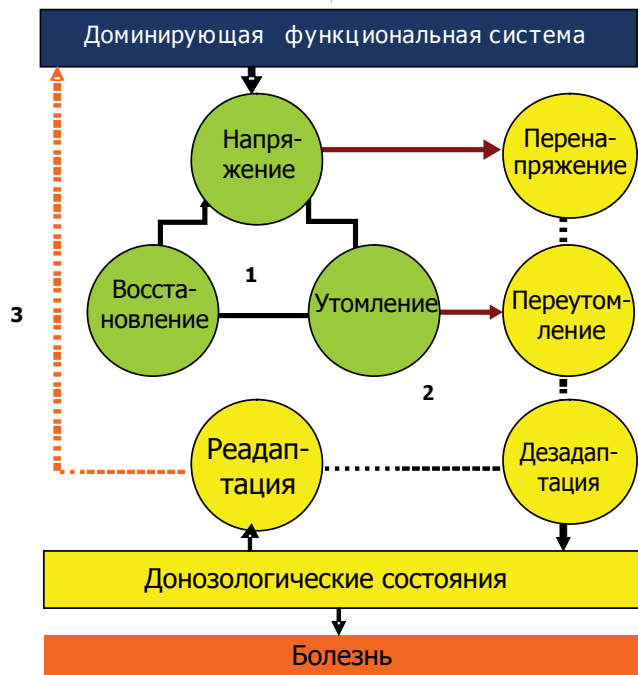 Доминирующая функциональная система
Напря-
жение
Перена-
пряжение
1
Восста-
новление
Утомление
Переутом-
ление
3
2
Реадап-
тация
Дезадап-
тация
Донозологические состояния
Болезнь